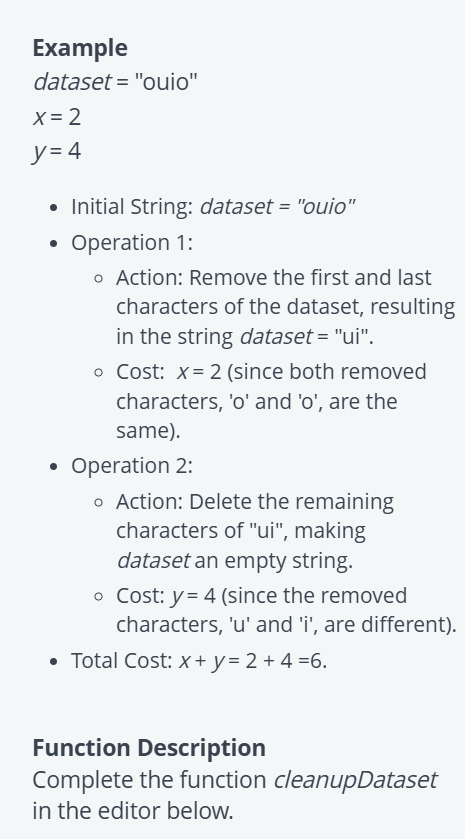 Example
dataset = "ouio"
x = 2
y = 4
• Initial String: dataset = "ouio"
• Operation 1:
◦ Action: Remove the first and last
characters of the dataset, resulting
in the string dataset = "ui".
◦ Cost:  x = 2 (since both removed
characters, 'o' and 'o', are the
same).
• Operation 2:
◦ Action: Delete the remaining
characters of "ui", making
dataset an empty string.
◦ Cost: y = 4 (since the removed
characters, 'u' and 'i', are different).
• Total Cost: x + y = 2 + 4 =6.
Function Description
Complete the function cleanupDataset
in the editor below.